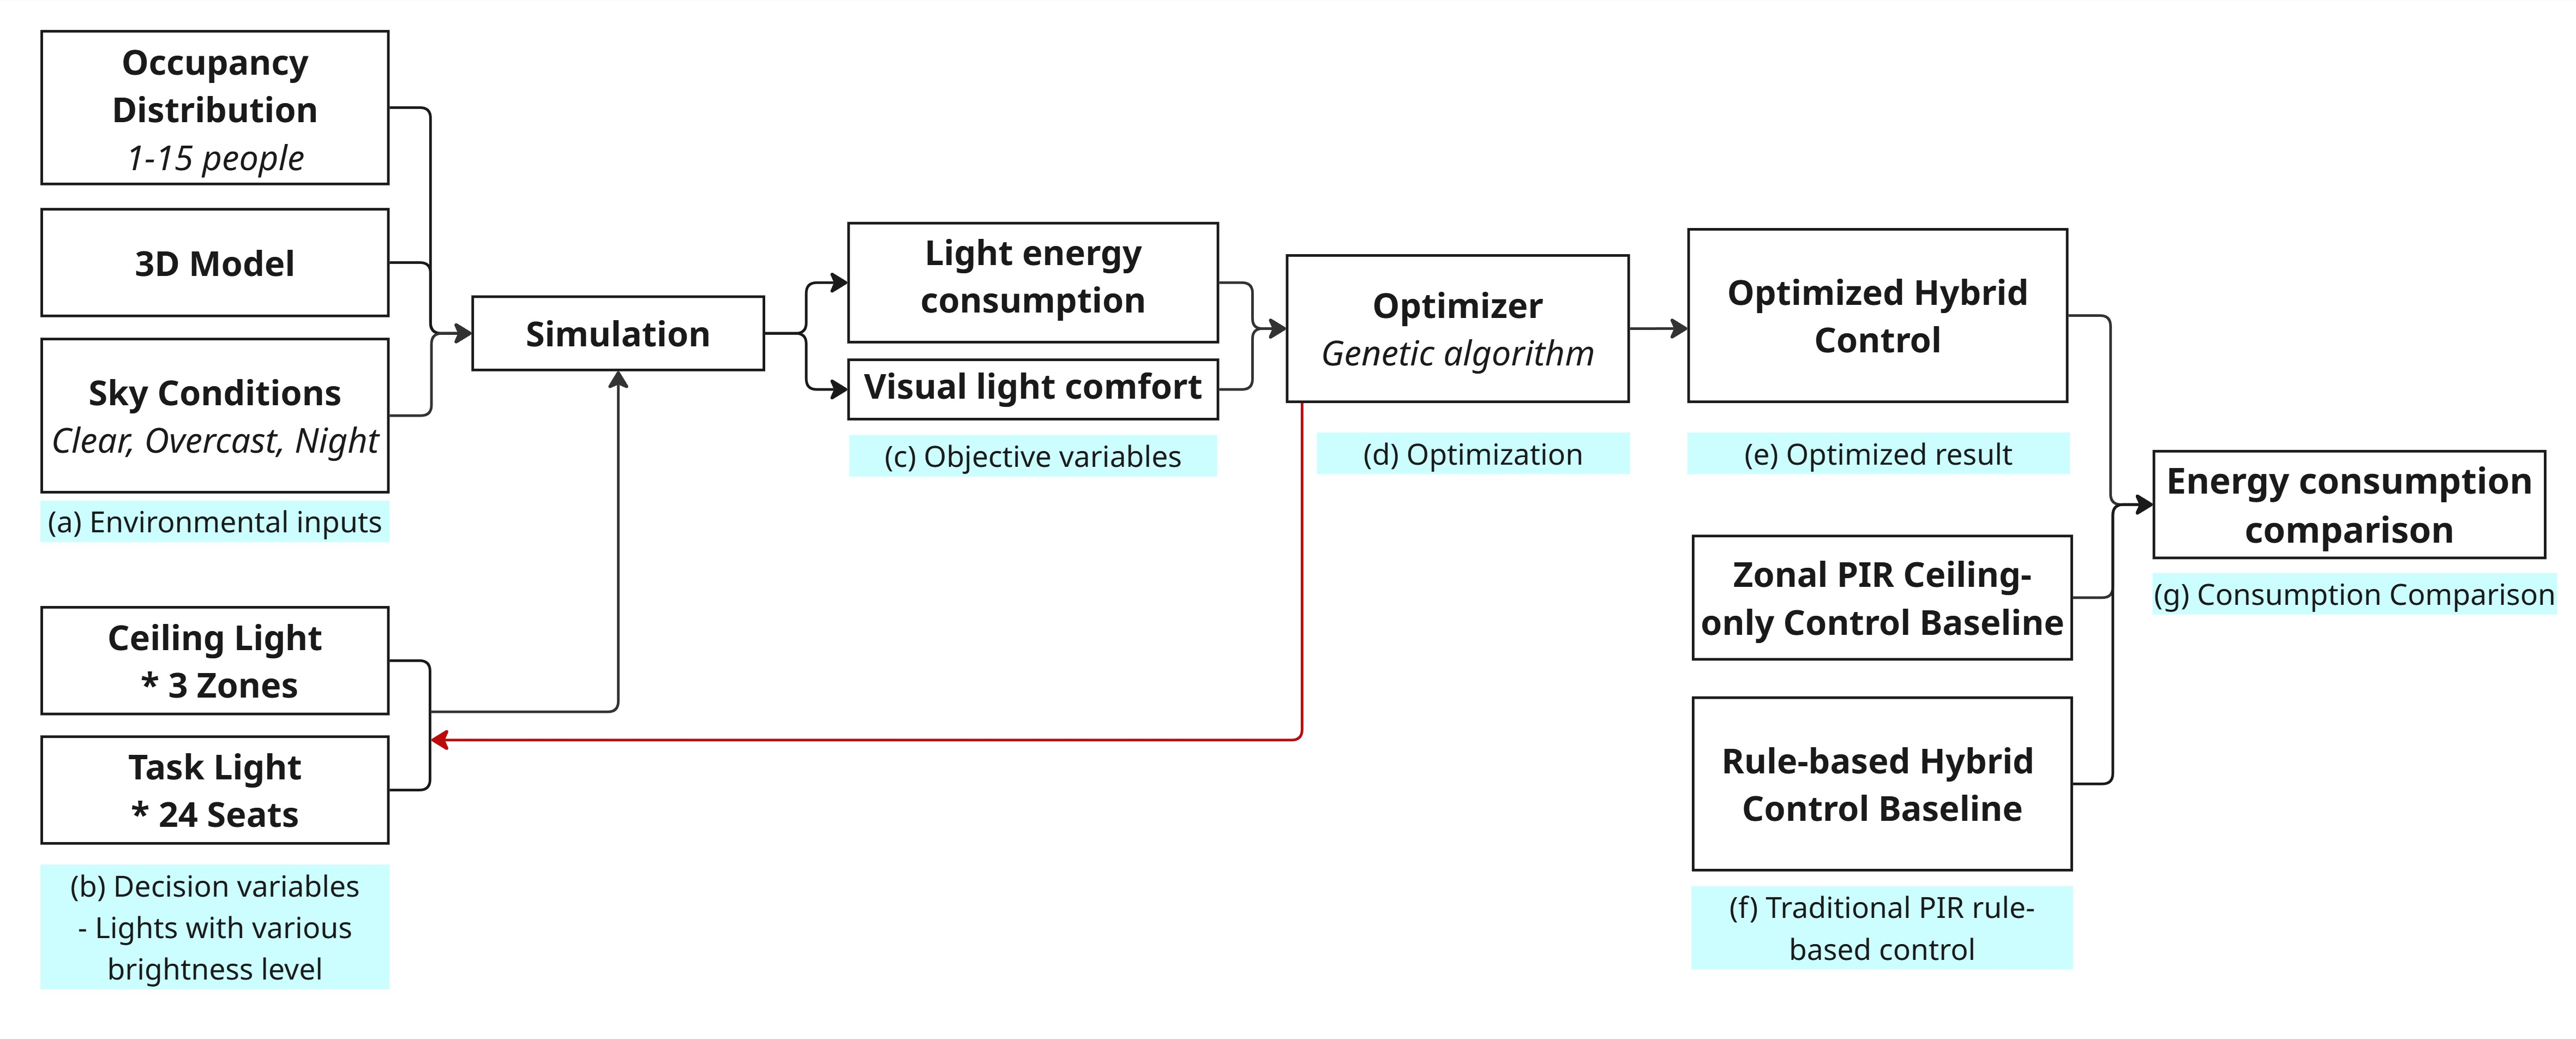 Occupancy
Distribution
1-15 people
3D Model
Sky Conditions
Clear, Overcast, Night
(a) Environmental inputs
Ceiling Light
* 3 Zones
Task Light
* 24 Seats
(b) Decision variables
- Lights with various
brightness level
Simulation
Light energy
consumption
Visual light comfort
(c) Objective variables
Optimizer
Genetic algorithm
(d) Optimization
Optimized Hybrid
Control
(e) Optimized result
Zonal PIR Ceiling-
only Control Baseline
Rule-based Hybrid
Control Baseline
(f) Traditional PIR rule-
based control
Energy consumption
comparison
(g) Consumption Comparison